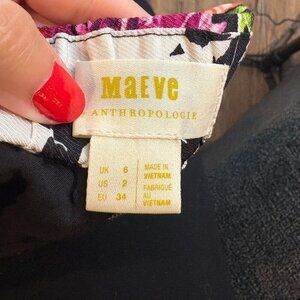 MAEVE
ANTHROPOLOGIE
UK 6
US 2
EU 34
MADE IN
VIETNAM
FABRIQUÉ
AU
VIETNAM